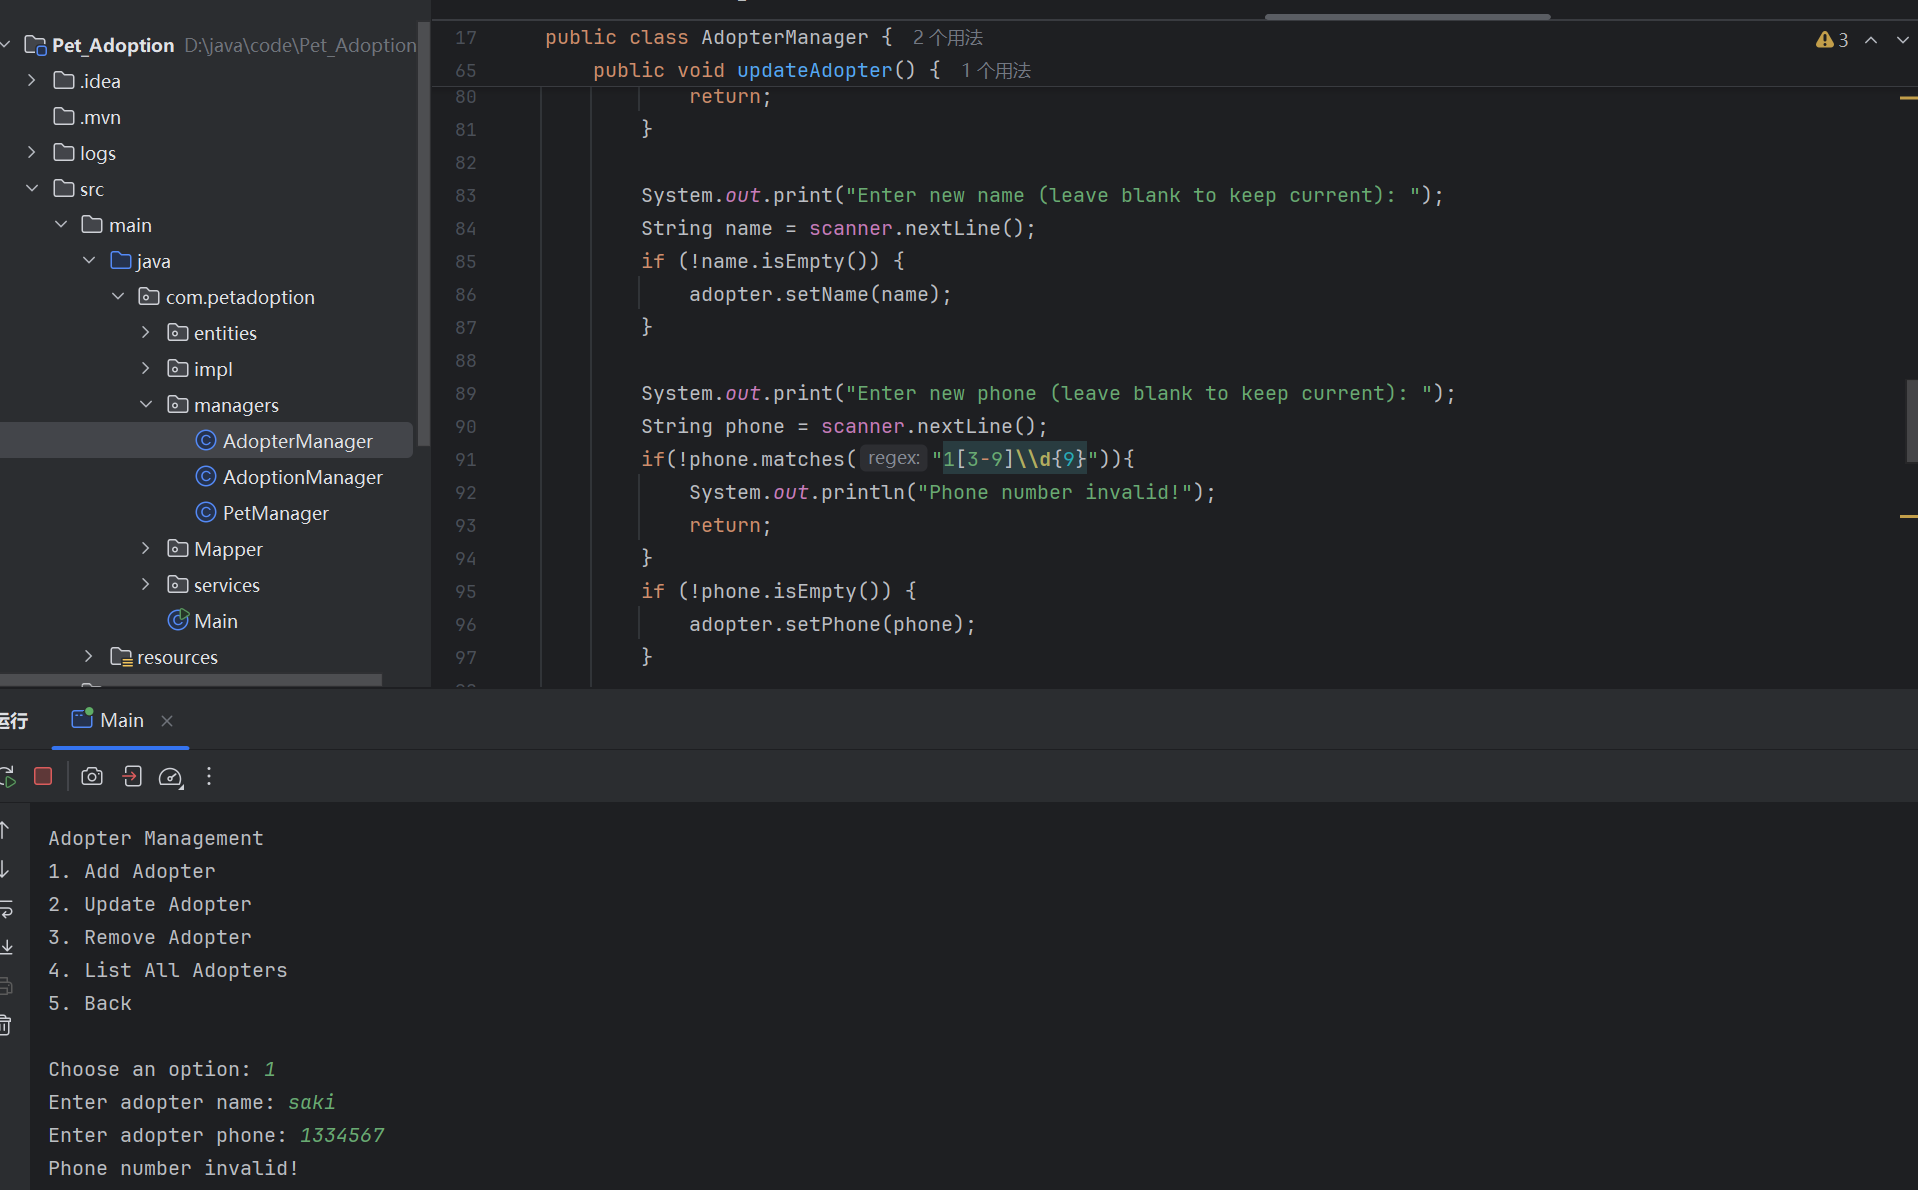 Pet_Adoption D:\java\code\Pet_Adoption
.idea
.mvn
logs
src
main
java
com.petadoption
entities
impl
managers
AdopterManager
AdoptionManager
PetManager
Mapper
services
Main
resources
17 public class AdopterManager { 2 个用法
65 public void updateAdopter() { 1 个用法
3
80 return;
81 }
82
83 System.out.print("Enter new name (leave blank to keep current): ");
84 String name = scanner.nextLine();
85 if (!name.isEmpty()) {
86 adopter.setName(name);
87 }
88
89 System.out.print("Enter new phone (leave blank to keep current): ");
90 String phone = scanner.nextLine();
91 if(!phone.matches( regex: "1[3-9]\\d{9}")){
92 System.out.println("Phone number invalid!");
93 return;
94 }
95 if (!phone.isEmpty()) {
96 adopter.setPhone(phone);
97 }
运行 Main
Adopter Management
1. Add Adopter
2. Update Adopter
3. Remove Adopter
4. List All Adopters
5. Back
Choose an option: 1
Enter adopter name: saki
Enter adopter phone: 1334567
Phone number invalid!